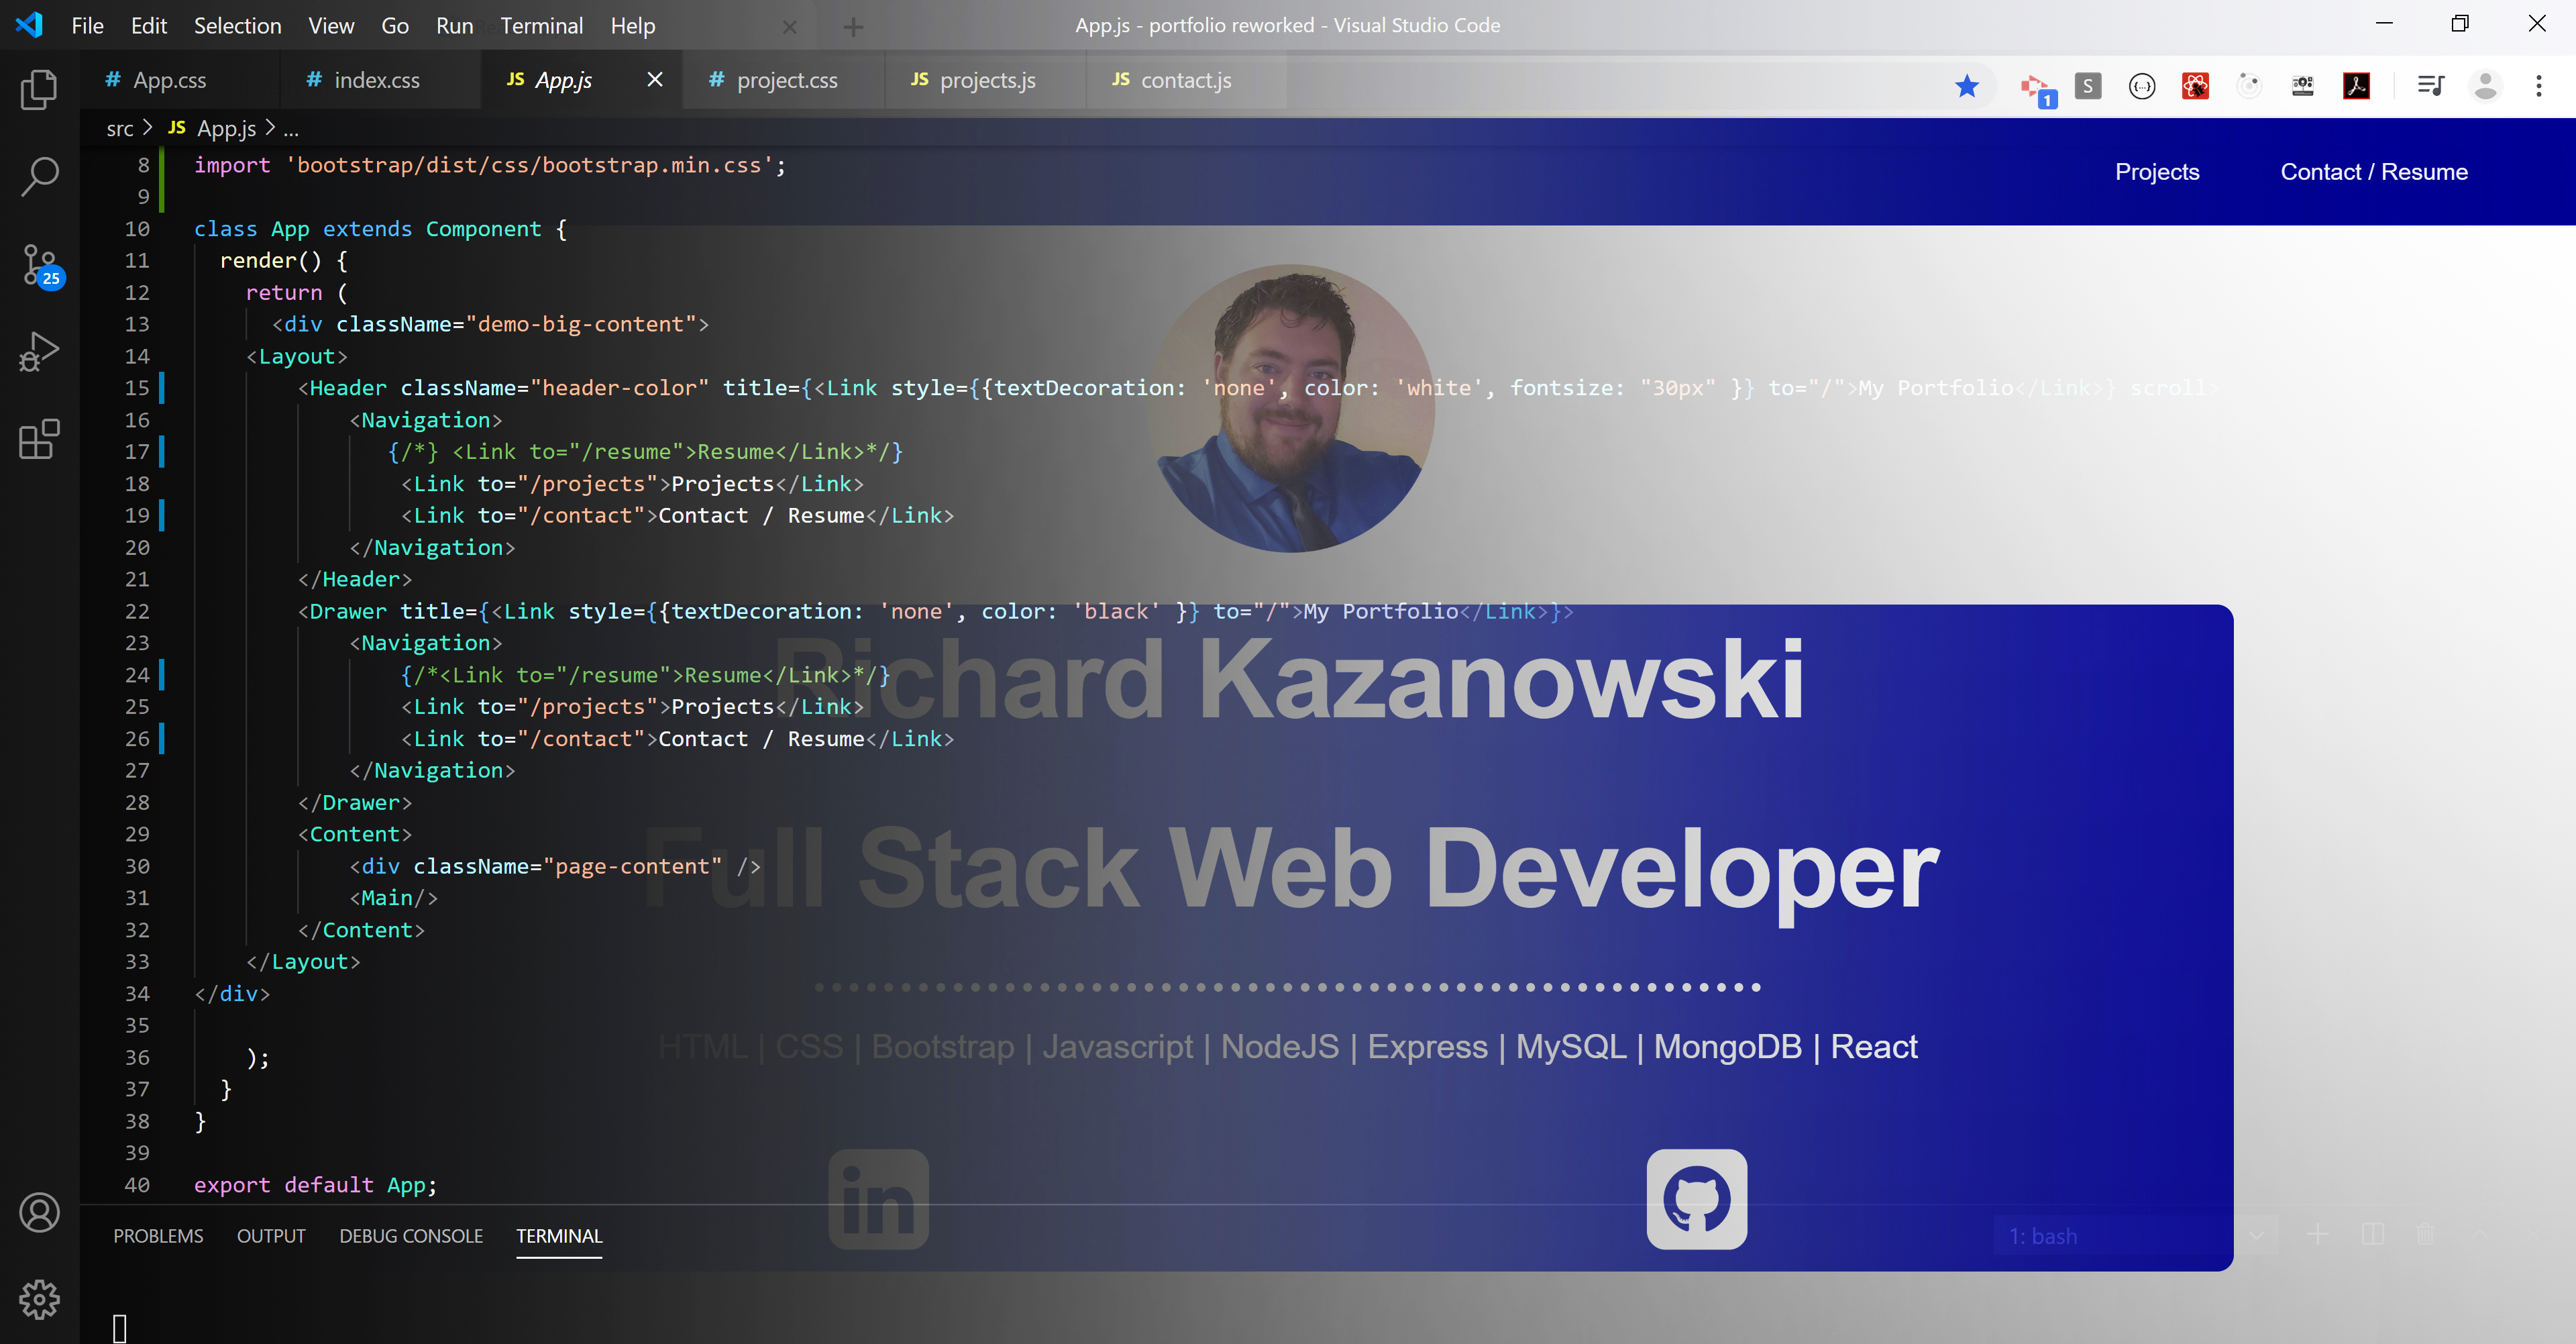 File Edit Selection View Go Run Terminal Help
App.js - portfolio reworked - Visual Studio Code
# App.css # index.css JS App.js # project.css JS projects.js JS contact.js
S
1
src > JS App.js > ...
Projects Contact / Resume
8 import 'bootstrap/dist/css/bootstrap.min.css';
9
10 class App extends Component {
11 render() {
12 return (
13 <div className="demo-big-content">
14 <Layout>
15 <Header className="header-color" title={<Link style={{textDecoration: 'none', color: 'white', fontsize: "30px" }} to="/">My Portfolio</Link>} scroll>
16 <Navigation>
17 {/*} <Link to="/resume">Resume</Link>*/}
18 <Link to="/projects">Projects</Link>
19 <Link to="/contact">Contact / Resume</Link>
20 </Navigation>
21 </Header>
22 <Drawer title={<Link style={{textDecoration: 'none', color: 'black' }} to="/">My Portfolio</Link>}>
23 <Navigation>
24 {/*<Link to="/resume">Resume</Link>*/}
25 <Link to="/projects">Projects</Link>
26 <Link to="/contact">Contact / Resume</Link>
27 </Navigation>
28 </Drawer>
29 <Content>
30 <div className="page-content" />
31 <Main/>
32 </Content>
33 </Layout>
34 </div>
35
36 );
37 }
38 }
39
40 export default App;
25
Richard Kazanowski
Full Stack Web Developer
HTML | CSS | Bootstrap | Javascript | NodeJS | Express | MySQL | MongoDB | React
in
PROBLEMS OUTPUT DEBUG CONSOLE TERMINAL
1: bash